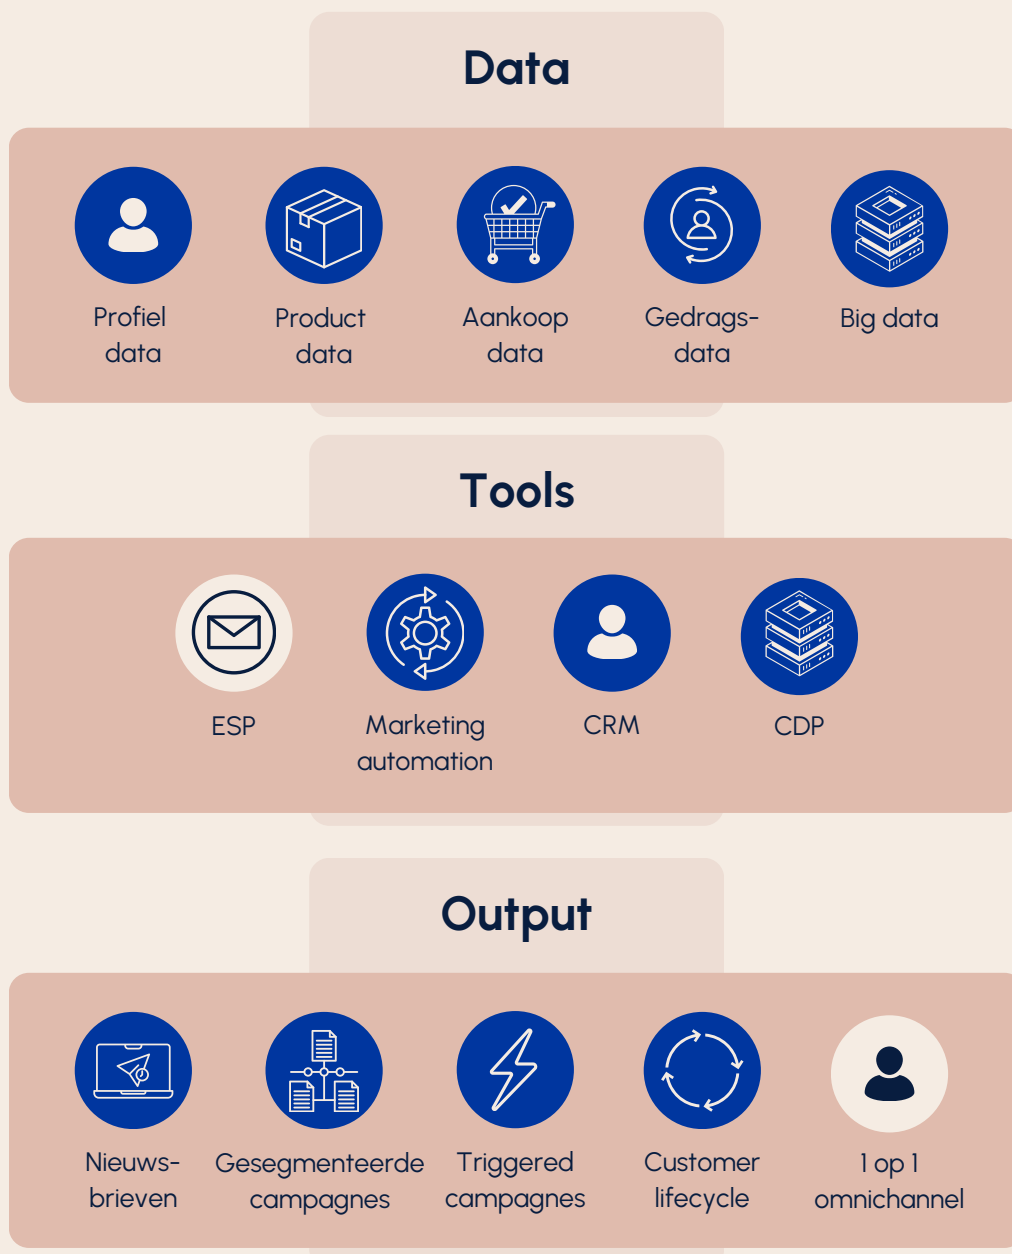 Data
Profiel
data
Product
data
Aankoop
data
Gedrags-
data
Big data
Tools
ESP
Marketing
automation
CRM
CDP
Output
Nieuws-
brieven
Gesegmenteerde
campagnes
Triggered
campagnes
Customer
lifecycle
1 op 1
omnichannel